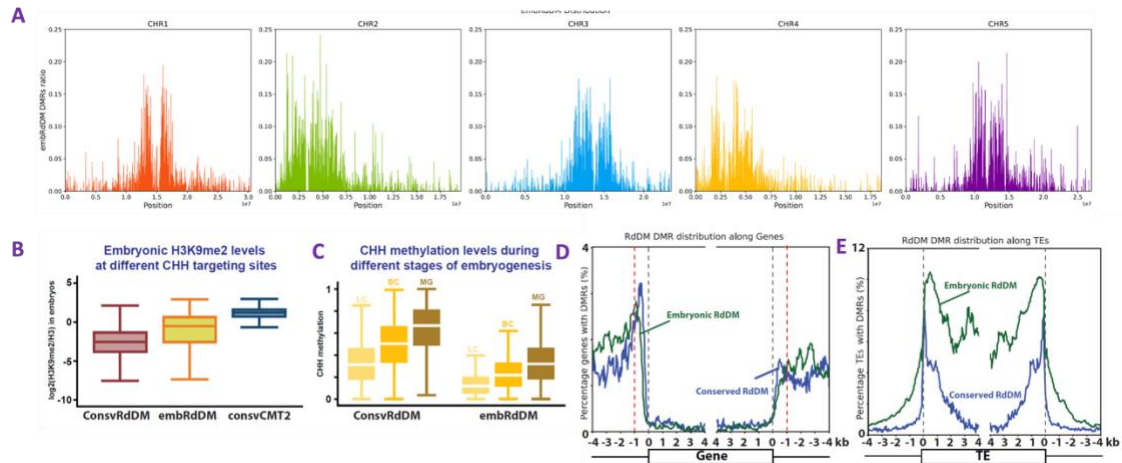 A
embRdDM Distribution
CHR1
CHR2
CHR3
CHR4
CHR5
embRdDM DMRs ratio
0.25
0.20
0.15
0.10
0.05
0.00
0.0 0.5 1.0 1.5 2.0 2.5 3.0
Position
1e7
0.25
0.20
0.15
0.10
0.05
0.00
0.00 0.25 0.50 0.75 1.00 1.25 1.50 1.75
Position
1e7
0.25
0.20
0.15
0.10
0.05
0.00
0.0 0.5 1.0 1.5 2.0
Position
1e7
0.25
0.20
0.15
0.10
0.05
0.00
0.00 0.25 0.50 0.75 1.00 1.25 1.50 1.75
Position
1e7
0.25
0.20
0.15
0.10
0.05
0.00
0.0 0.5 1.0 1.5 2.0 2.5
Position
1e7
B
Embryonic H3K9me2 levels
at different CHH targeting sites
log2(H3K9me2/H3) in embryos
5
0
-5
-10
ConsvRdDM embRdDM consvCMT2
C
CHH methylation levels during
different stages of embryogenesis
CHH methylation
1
0
LC
BC
MG
LC
BC
MG
ConsvRdDM embRdDM
D
RdDM DMR distribution along Genes
Percentage genes with DMRs (%)
4
0
Embryonic RdDM
Conserved RdDM
-4 -3 -2 -1 0 1 2 3 4 -4 3 2 1 0 -1 -2 -3 -4 kb
Gene
E
RdDM DMR distribution along TEs
Percentage TEs with DMRs (%)
12
0
Embryonic RdDM
Conserved RdDM
-4 -3 -2 -1 0 1 2 3 4 4 3 2 1 0 -1 -2 -3 -4 kb
TE